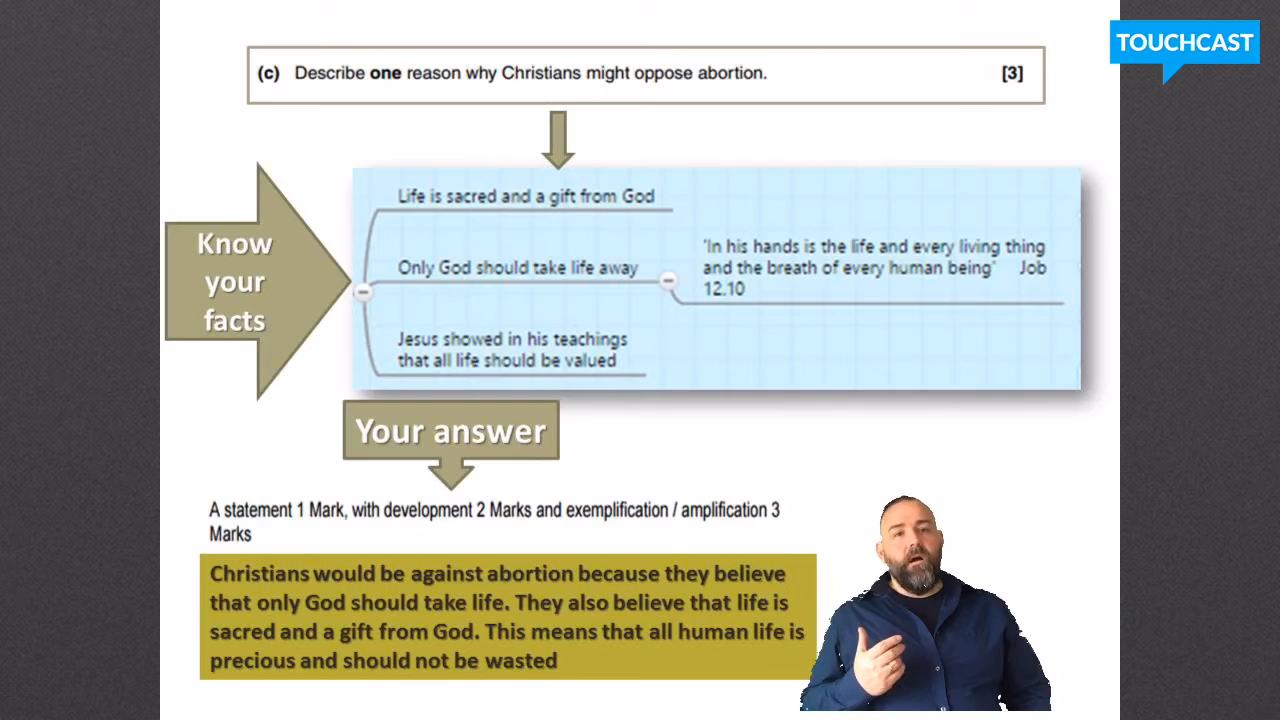 TOUCHCAST
(c) Describe one reason why Christians might oppose abortion. [3]
Know
your
facts
Life is sacred and a gift from God
Only God should take life away
'In his hands is the life and every living thing
and the breath of every human being' Job
12.10
Jesus showed in his teachings
that all life should be valued
Your answer
A statement 1 Mark, with development 2 Marks and exemplification / amplification 3
Marks
Christians would be against abortion because they believe
that only God should take life. They also believe that life is
sacred and a gift from God. This means that all human life is
precious and should not be wasted